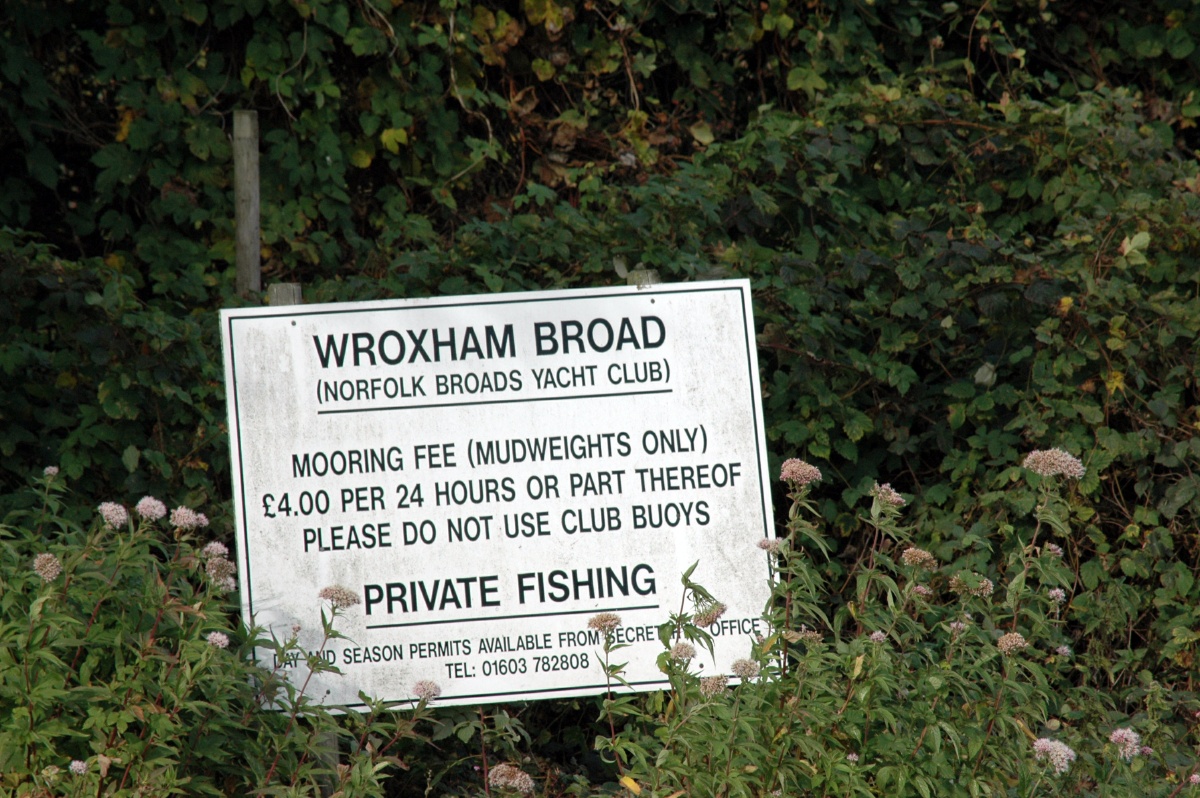 WROXHAM BROAD
(NORFOLK BROADS YACHT CLUB)
MOORING FEE (MUDWEIGHTS ONLY)
£4.00 PER 24 HOURS OR PART THEREOF
PLEASE DO NOT USE CLUB BUOYS
PRIVATE FISHING
DAY AND SEASON PERMITS AVAILABLE FROM OFFICE
TEL: 01603 782808